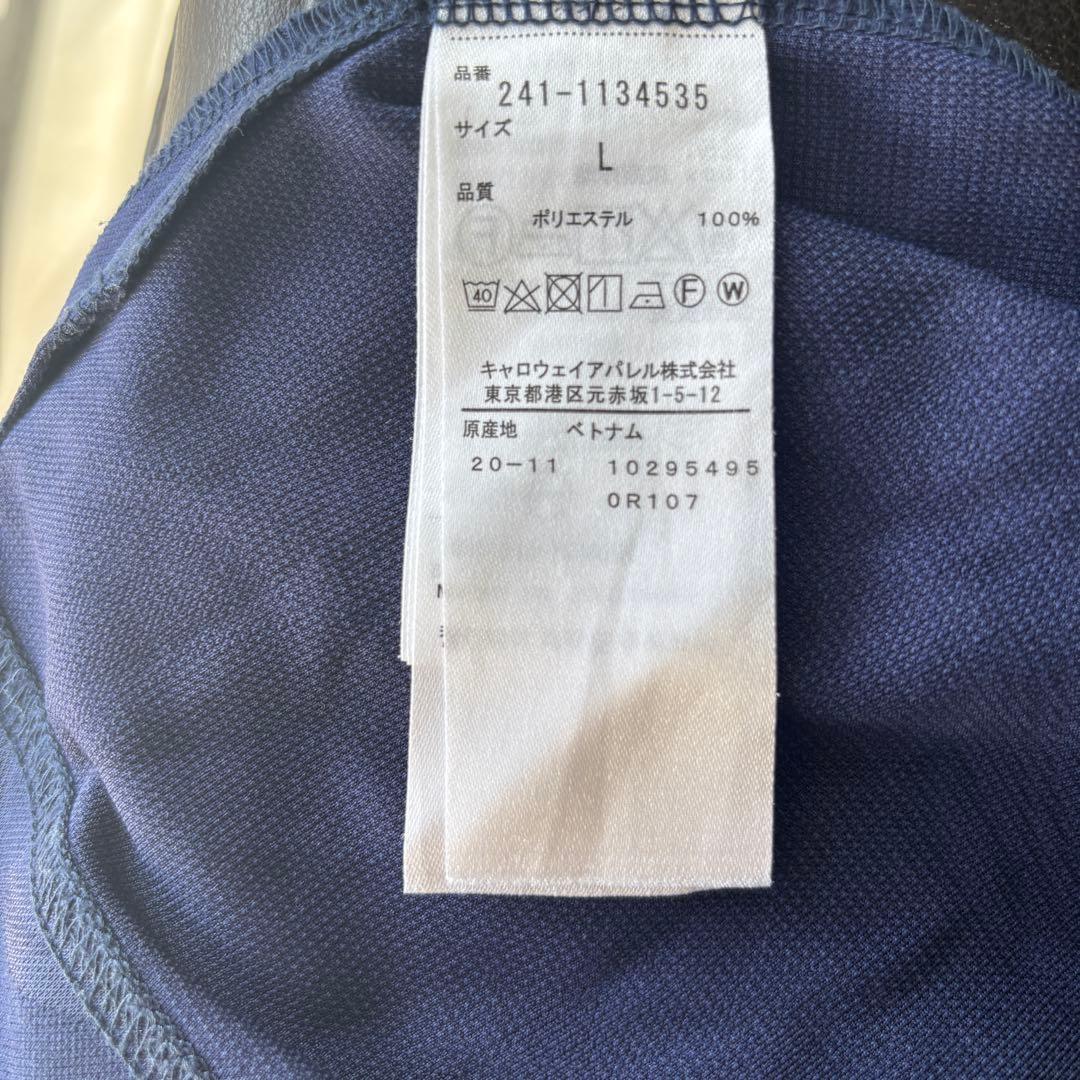 品番
241-1134535
サイズ
L
品質
ポリエステル 100%
40 F W
キャロウェイアパレル株式会社
東京都港区元赤坂1-5-12
原産地 ベトナム
20-11 10295495
0R107